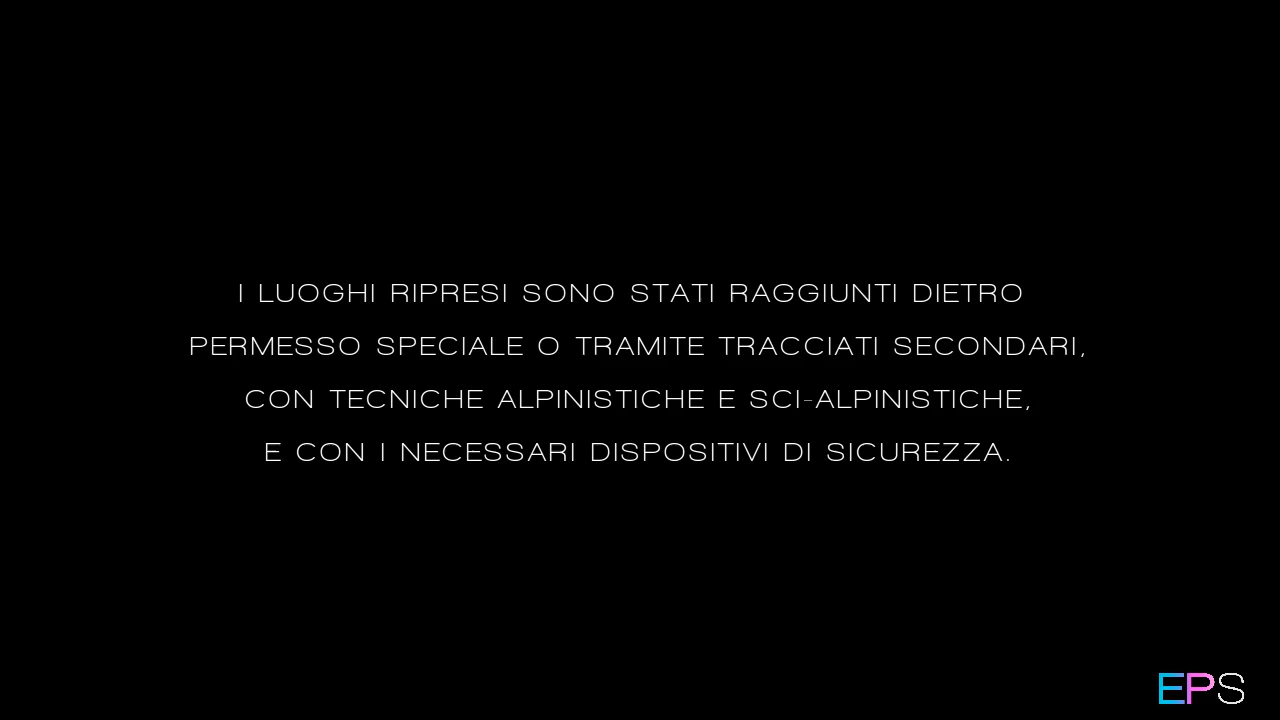 I LUOGHI RIPRESI SONO STATI RAGGIUNTI DIETRO
PERMESSO SPECIALE O TRAMITE TRACCIATI SECONDARI,
CON TECNICHE ALPINISTICHE E SCI-ALPINISTICHE,
E CON I NECESSARI DISPOSITIVI DI SICUREZZA.
EPS